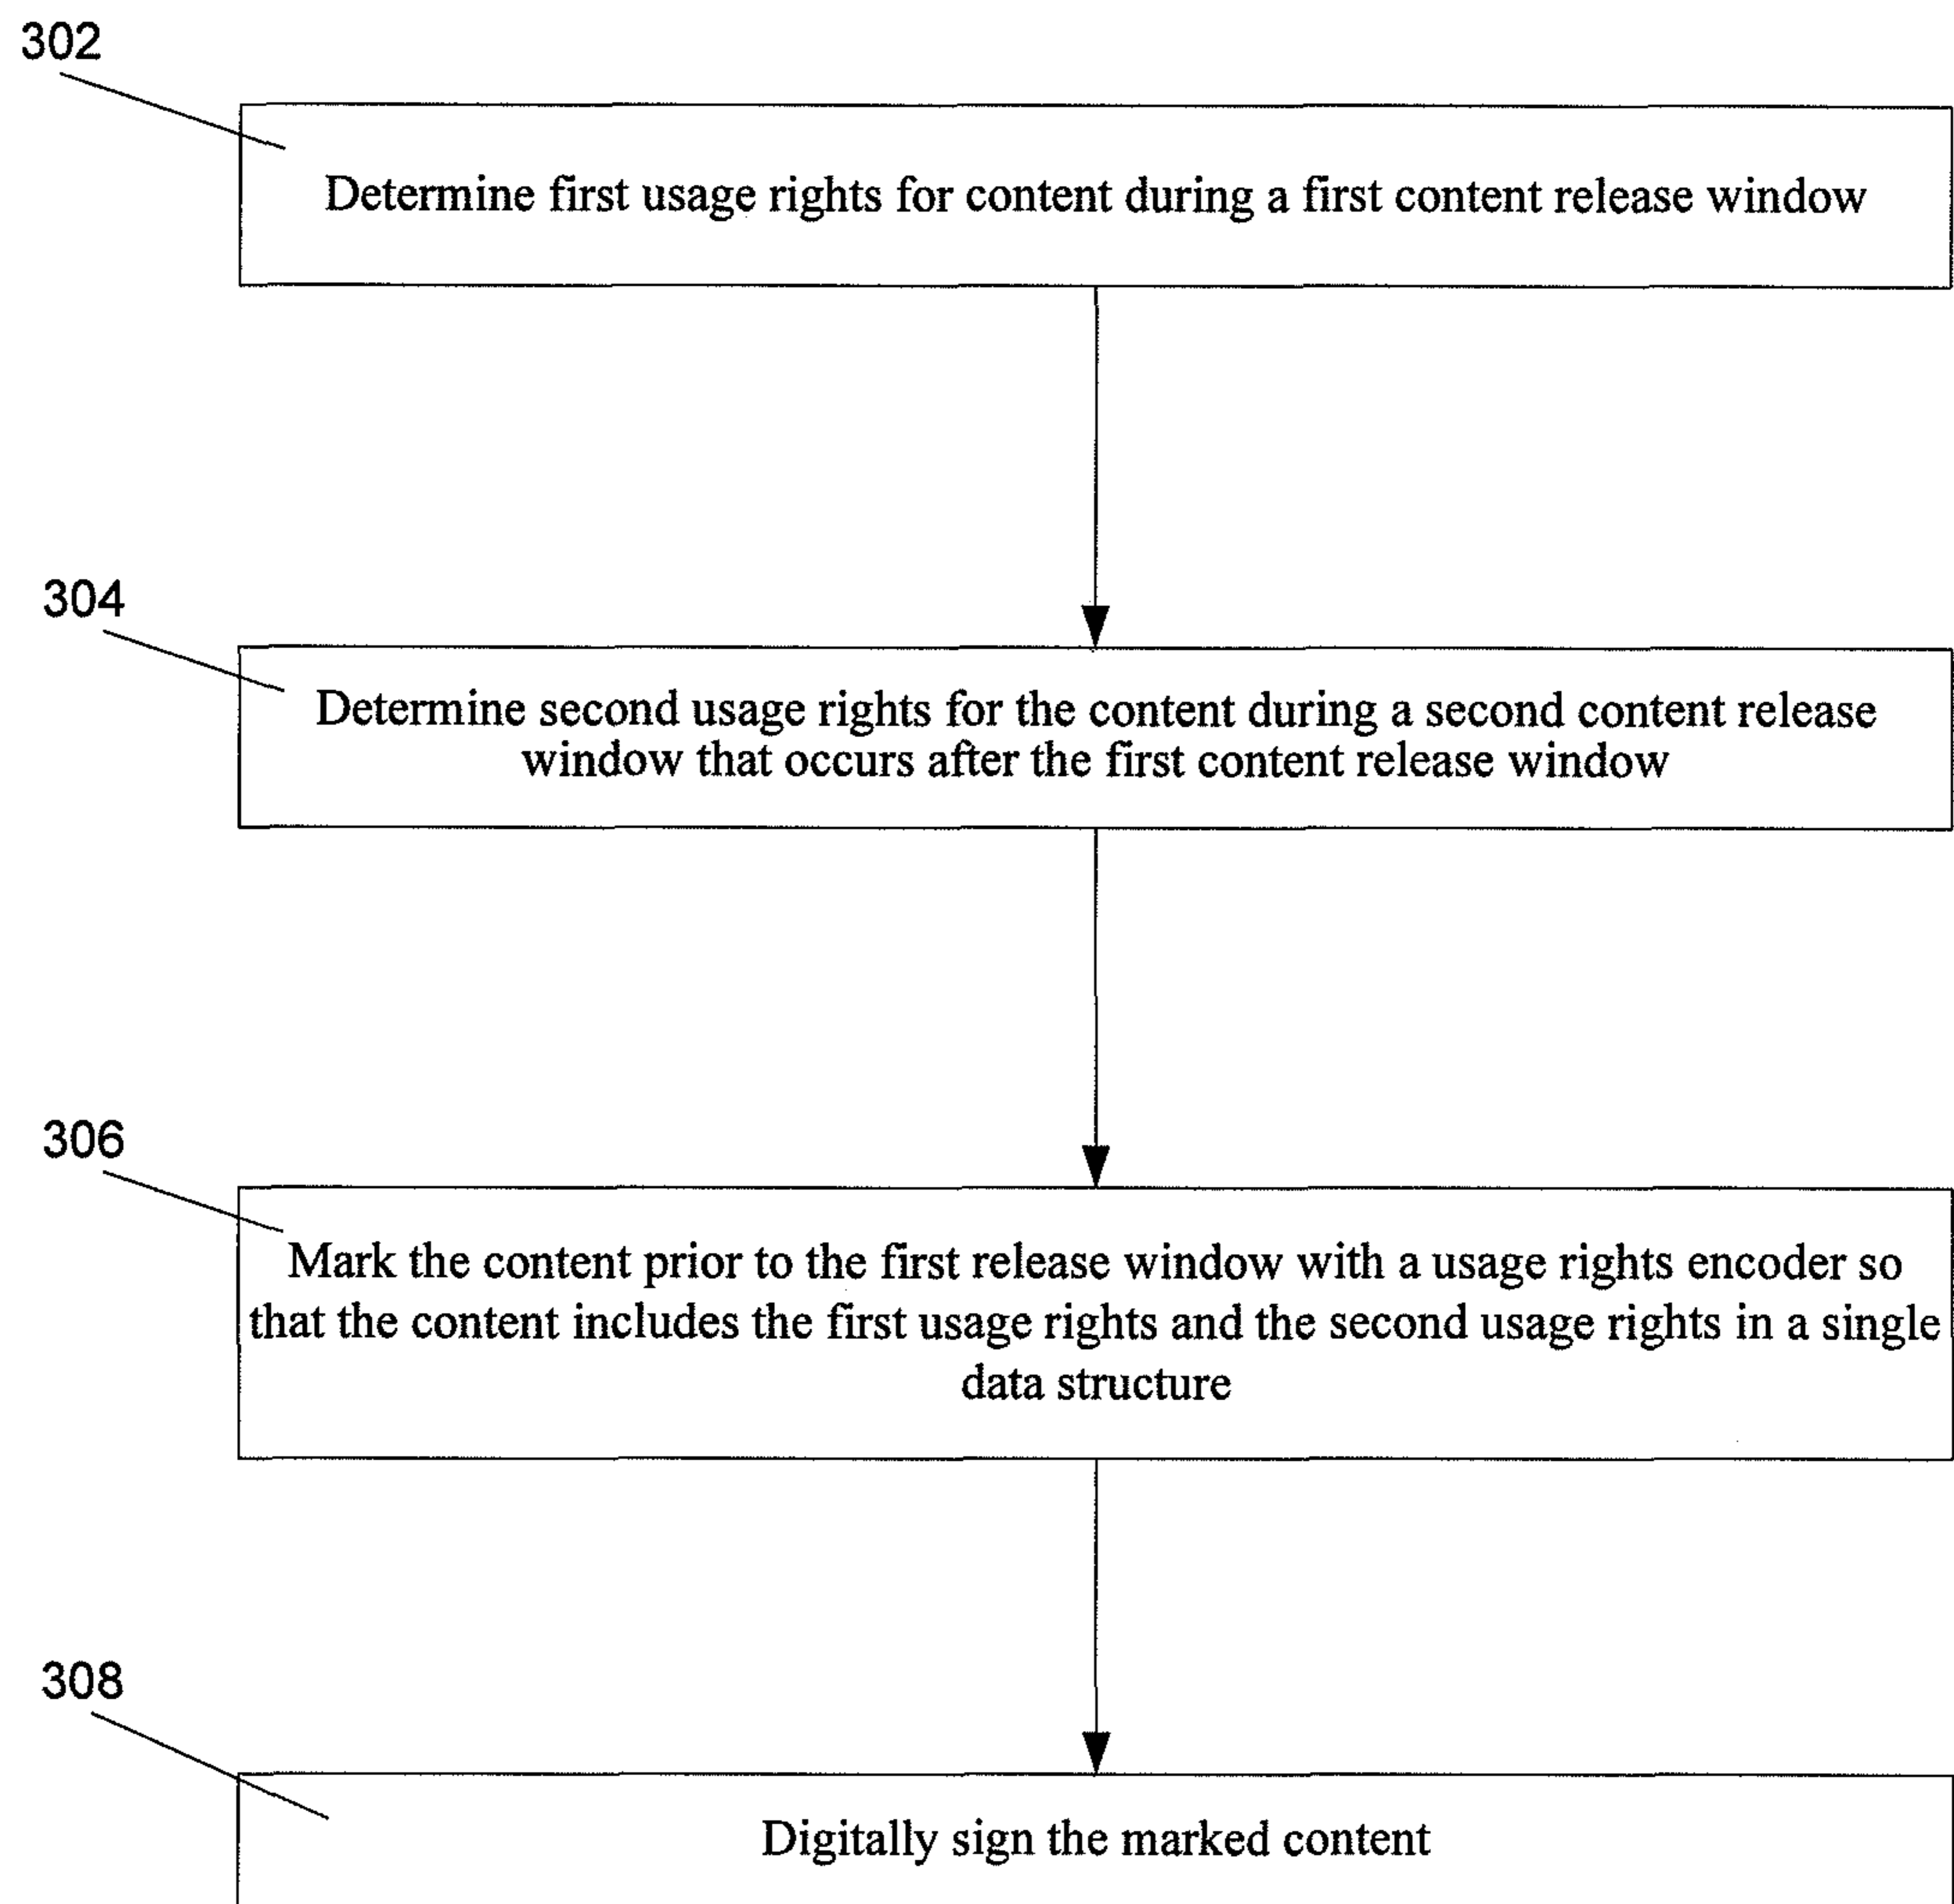 302
Determine first usage rights for content during a first content release window
304
Determine second usage rights for the content during a second content release
window that occurs after the first content release window
306
Mark the content prior to the first release window with a usage rights encoder so
that the content includes the first usage rights and the second usage rights in a single
data structure
308
Digitally sign the marked content